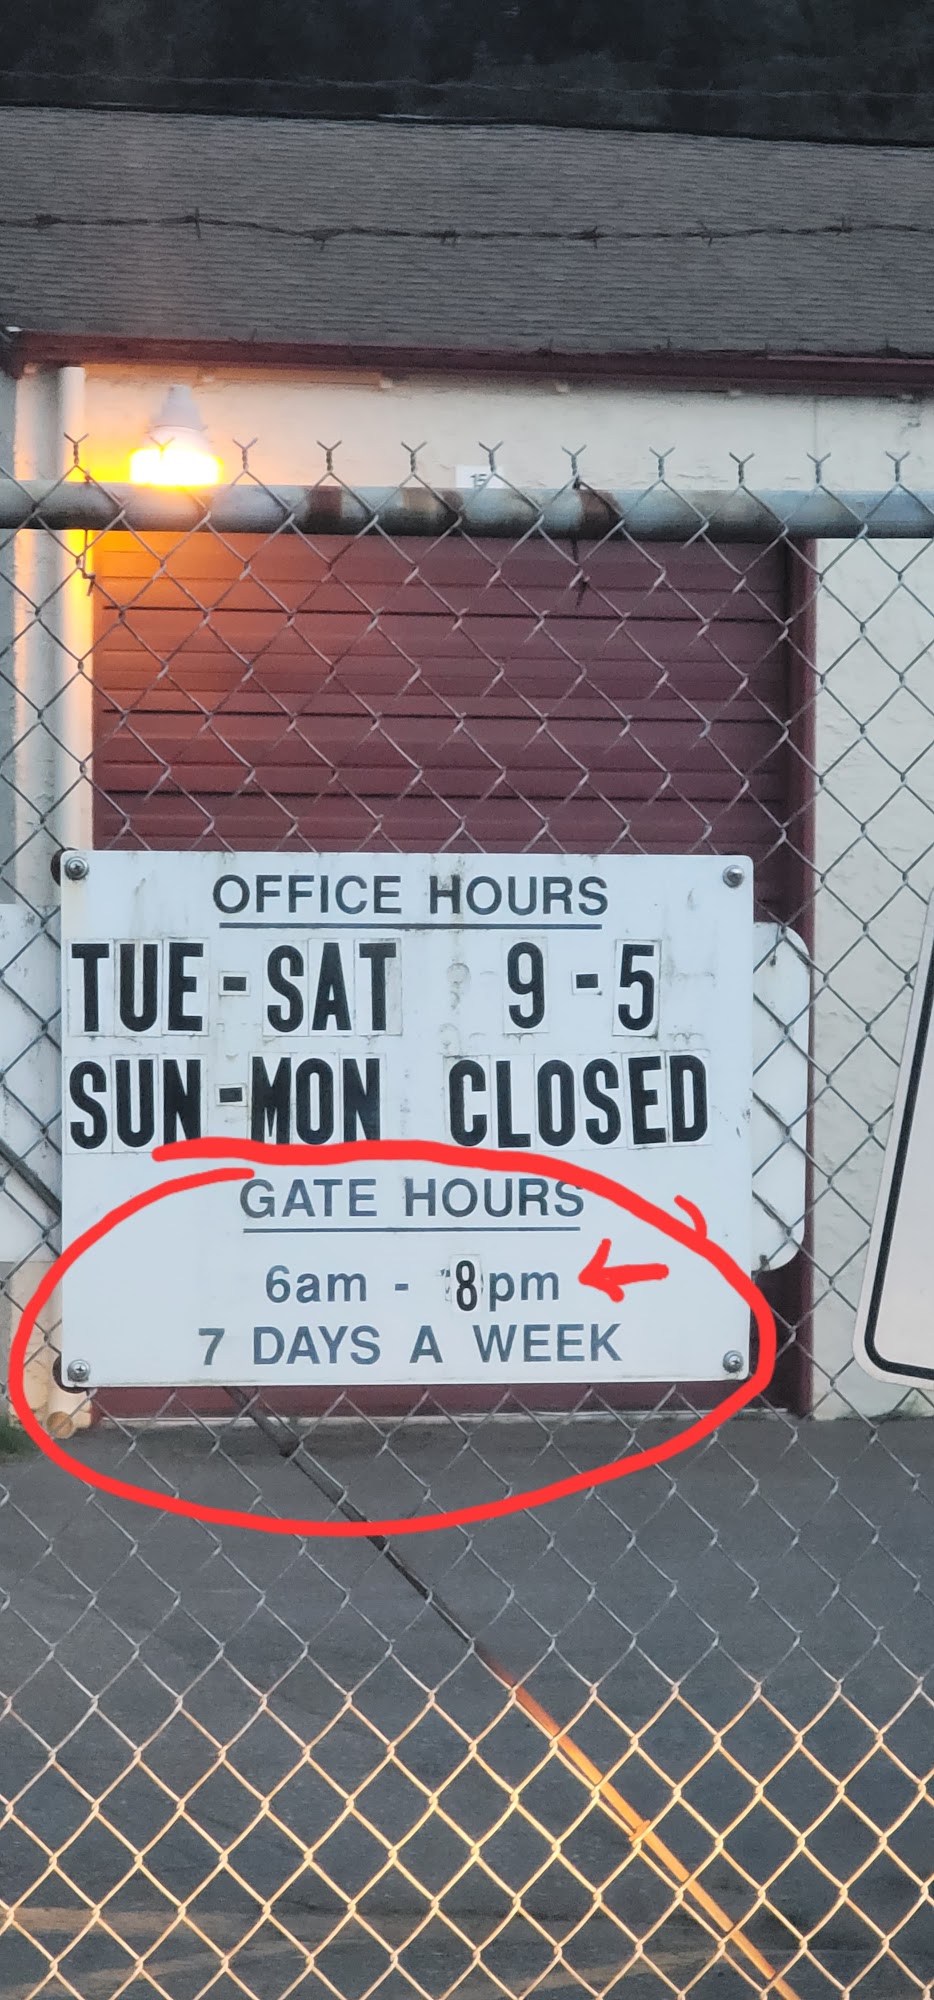 OFFICE HOURS
TUE-SAT 9-5
SUN-MON CLOSED
GATE HOURS
6am - 8pm
7 DAYS A WEEK